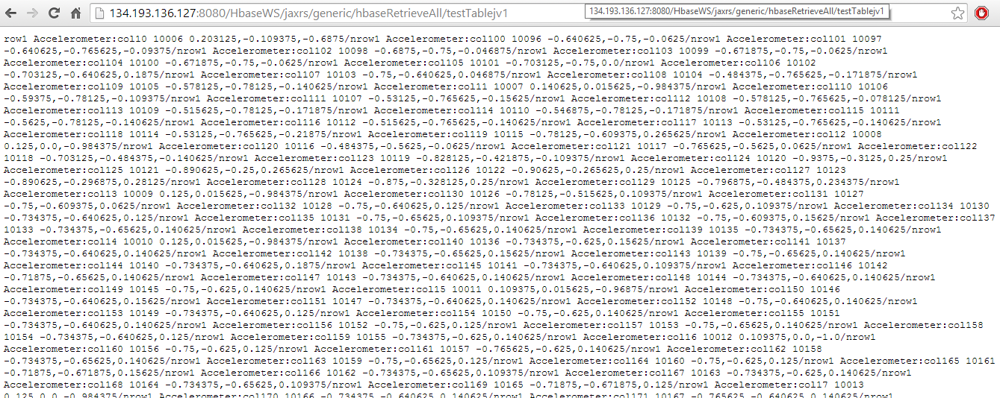 134.193.136.127:8080/HbaseWS/jaxrs/generic/hbaseRetrieveAll/testTablejv1
134.193.136.127:8080/HbaseWS/jaxrs/generic/hbaseRetrieveAll/testTablejv1
row1 Accelerometer:col10 10006 0.203125,-0.109375,-0.6875/nrow1 Accelerometer:col100 10096 -0.640625,-0.75,-0.0625/nrow1 Accelerometer:col101 10097
-0.640625,-0.765625,-0.09375/nrow1 Accelerometer:col102 10098 -0.6875,-0.75,-0.046875/nrow1 Accelerometer:col103 10099 -0.671875,-0.75,-0.0625/nrow1
Accelerometer:col104 10100 -0.671875,-0.75,-0.0625/nrow1 Accelerometer:col105 10101 -0.703125,-0.75,0.0/nrow1 Accelerometer:col106 10102
-0.703125,-0.640625,0.1875/nrow1 Accelerometer:col107 10103 -0.75,-0.640625,0.046875/nrow1 Accelerometer:col108 10104 -0.484375,-0.765625,-0.171875/nrow1
Accelerometer:col109 10105 -0.578125,-0.78125,-0.140625/nrow1 Accelerometer:col11 10007 0.140625,0.015625,-0.984375/nrow1 Accelerometer:col110 10106
-0.59375,-0.78125,-0.109375/nrow1 Accelerometer:col111 10107 -0.53125,-0.765625,-0.15625/nrow1 Accelerometer:col112 10108 -0.578125,-0.765625,-0.078125/nrow1
Accelerometer:col113 10109 -0.515625,-0.78125,-0.171875/nrow1 Accelerometer:col114 10110 -0.546875,-0.78125,-0.171875/nrow1 Accelerometer:col115 10111
-0.5625,-0.78125,-0.140625/nrow1 Accelerometer:col116 10112 -0.515625,-0.765625,-0.140625/nrow1 Accelerometer:col117 10113 -0.53125,-0.765625,-0.140625/nrow1
Accelerometer:col118 10114 -0.53125,-0.765625,-0.21875/nrow1 Accelerometer:col119 10115 -0.78125,-0.609375,0.265625/nrow1 Accelerometer:col12 10008
0.125,0.0,-0.984375/nrow1 Accelerometer:col120 10116 -0.484375,-0.5625,-0.0625/nrow1 Accelerometer:col121 10117 -0.765625,-0.5625,0.0625/nrow1 Accelerometer:col122
10118 -0.703125,-0.484375,-0.140625/nrow1 Accelerometer:col123 10119 -0.828125,-0.421875,-0.109375/nrow1 Accelerometer:col124 10120 -0.9375,-0.3125,0.25/nrow1
Accelerometer:col125 10121 -0.890625,-0.25,0.265625/nrow1 Accelerometer:col126 10122 -0.90625,-0.265625,0.25/nrow1 Accelerometer:col127 10123
-0.890625,-0.296875,0.28125/nrow1 Accelerometer:col128 10124 -0.875,-0.328125,0.25/nrow1 Accelerometer:col129 10125 -0.796875,-0.484375,0.234375/nrow1
Accelerometer:col13 10009 0.125,0.015625,-0.984375/nrow1 Accelerometer:col130 10126 -0.78125,-0.515625,0.109375/nrow1 Accelerometer:col131 10127
-0.75,-0.609375,0.0625/nrow1 Accelerometer:col132 10128 -0.75,-0.640625,0.125/nrow1 Accelerometer:col133 10129 -0.75,-0.625,0.109375/nrow1 Accelerometer:col134 10130
-0.734375,-0.640625,0.125/nrow1 Accelerometer:col135 10131 -0.75,-0.65625,0.109375/nrow1 Accelerometer:col136 10132 -0.75,-0.609375,0.15625/nrow1 Accelerometer:col137
10133 -0.734375,-0.65625,0.140625/nrow1 Accelerometer:col138 10134 -0.75,-0.65625,0.140625/nrow1 Accelerometer:col139 10135 -0.734375,-0.65625,0.140625/nrow1
Accelerometer:col14 10010 0.125,0.015625,-0.984375/nrow1 Accelerometer:col140 10136 -0.734375,-0.625,0.15625/nrow1 Accelerometer:col141 10137
-0.734375,-0.640625,0.140625/nrow1 Accelerometer:col142 10138 -0.734375,-0.65625,0.15625/nrow1 Accelerometer:col143 10139 -0.75,-0.65625,0.140625/nrow1
Accelerometer:col144 10140 -0.734375,-0.640625,0.1875/nrow1 Accelerometer:col145 10141 -0.734375,-0.640625,0.109375/nrow1 Accelerometer:col146 10142
-0.71875,-0.65625,0.140625/nrow1 Accelerometer:col147 10143 -0.734375,-0.640625,0.140625/nrow1 Accelerometer:col148 10144 -0.734375,-0.640625,0.140625/nrow1
Accelerometer:col149 10145 -0.75,-0.625,0.140625/nrow1 Accelerometer:col15 10011 0.109375,0.015625,-0.96875/nrow1 Accelerometer:col150 10146
-0.734375,-0.640625,0.15625/nrow1 Accelerometer:col151 10147 -0.734375,-0.640625,0.140625/nrow1 Accelerometer:col152 10148 -0.75,-0.640625,0.140625/nrow1
Accelerometer:col153 10149 -0.734375,-0.640625,0.125/nrow1 Accelerometer:col154 10150 -0.75,-0.625,0.140625/nrow1 Accelerometer:col155 10151
-0.734375,-0.640625,0.140625/nrow1 Accelerometer:col156 10152 -0.75,-0.625,0.125/nrow1 Accelerometer:col157 10153 -0.75,-0.65625,0.140625/nrow1 Accelerometer:col158
10154 -0.734375,-0.640625,0.125/nrow1 Accelerometer:col159 10155 -0.734375,-0.625,0.140625/nrow1 Accelerometer:col16 10012 0.109375,0.0,-1.0/nrow1
Accelerometer:col160 10156 -0.75,-0.625,0.125/nrow1 Accelerometer:col161 10157 -0.765625,-0.625,0.140625/nrow1 Accelerometer:col162 10158
-0.734375,-0.65625,0.140625/nrow1 Accelerometer:col163 10159 -0.75,-0.65625,0.125/nrow1 Accelerometer:col164 10160 -0.75,-0.625,0.125/nrow1 Accelerometer:col165 10161
-0.71875,-0.671875,0.15625/nrow1 Accelerometer:col166 10162 -0.734375,-0.65625,0.109375/nrow1 Accelerometer:col167 10163 -0.734375,-0.625,0.140625/nrow1
Accelerometer:col168 10164 -0.734375,-0.65625,0.109375/nrow1 Accelerometer:col169 10165 -0.71875,-0.671875,0.125/nrow1 Accelerometer:col17 10013
0.125,0.0,-0.984375/nrow1 Accelerometer:col170 10166 -0.734375,-0.640625,0.140625/nrow1 Accelerometer:col171 10167 -0.765625,-0.640625,0.140625/nrow1